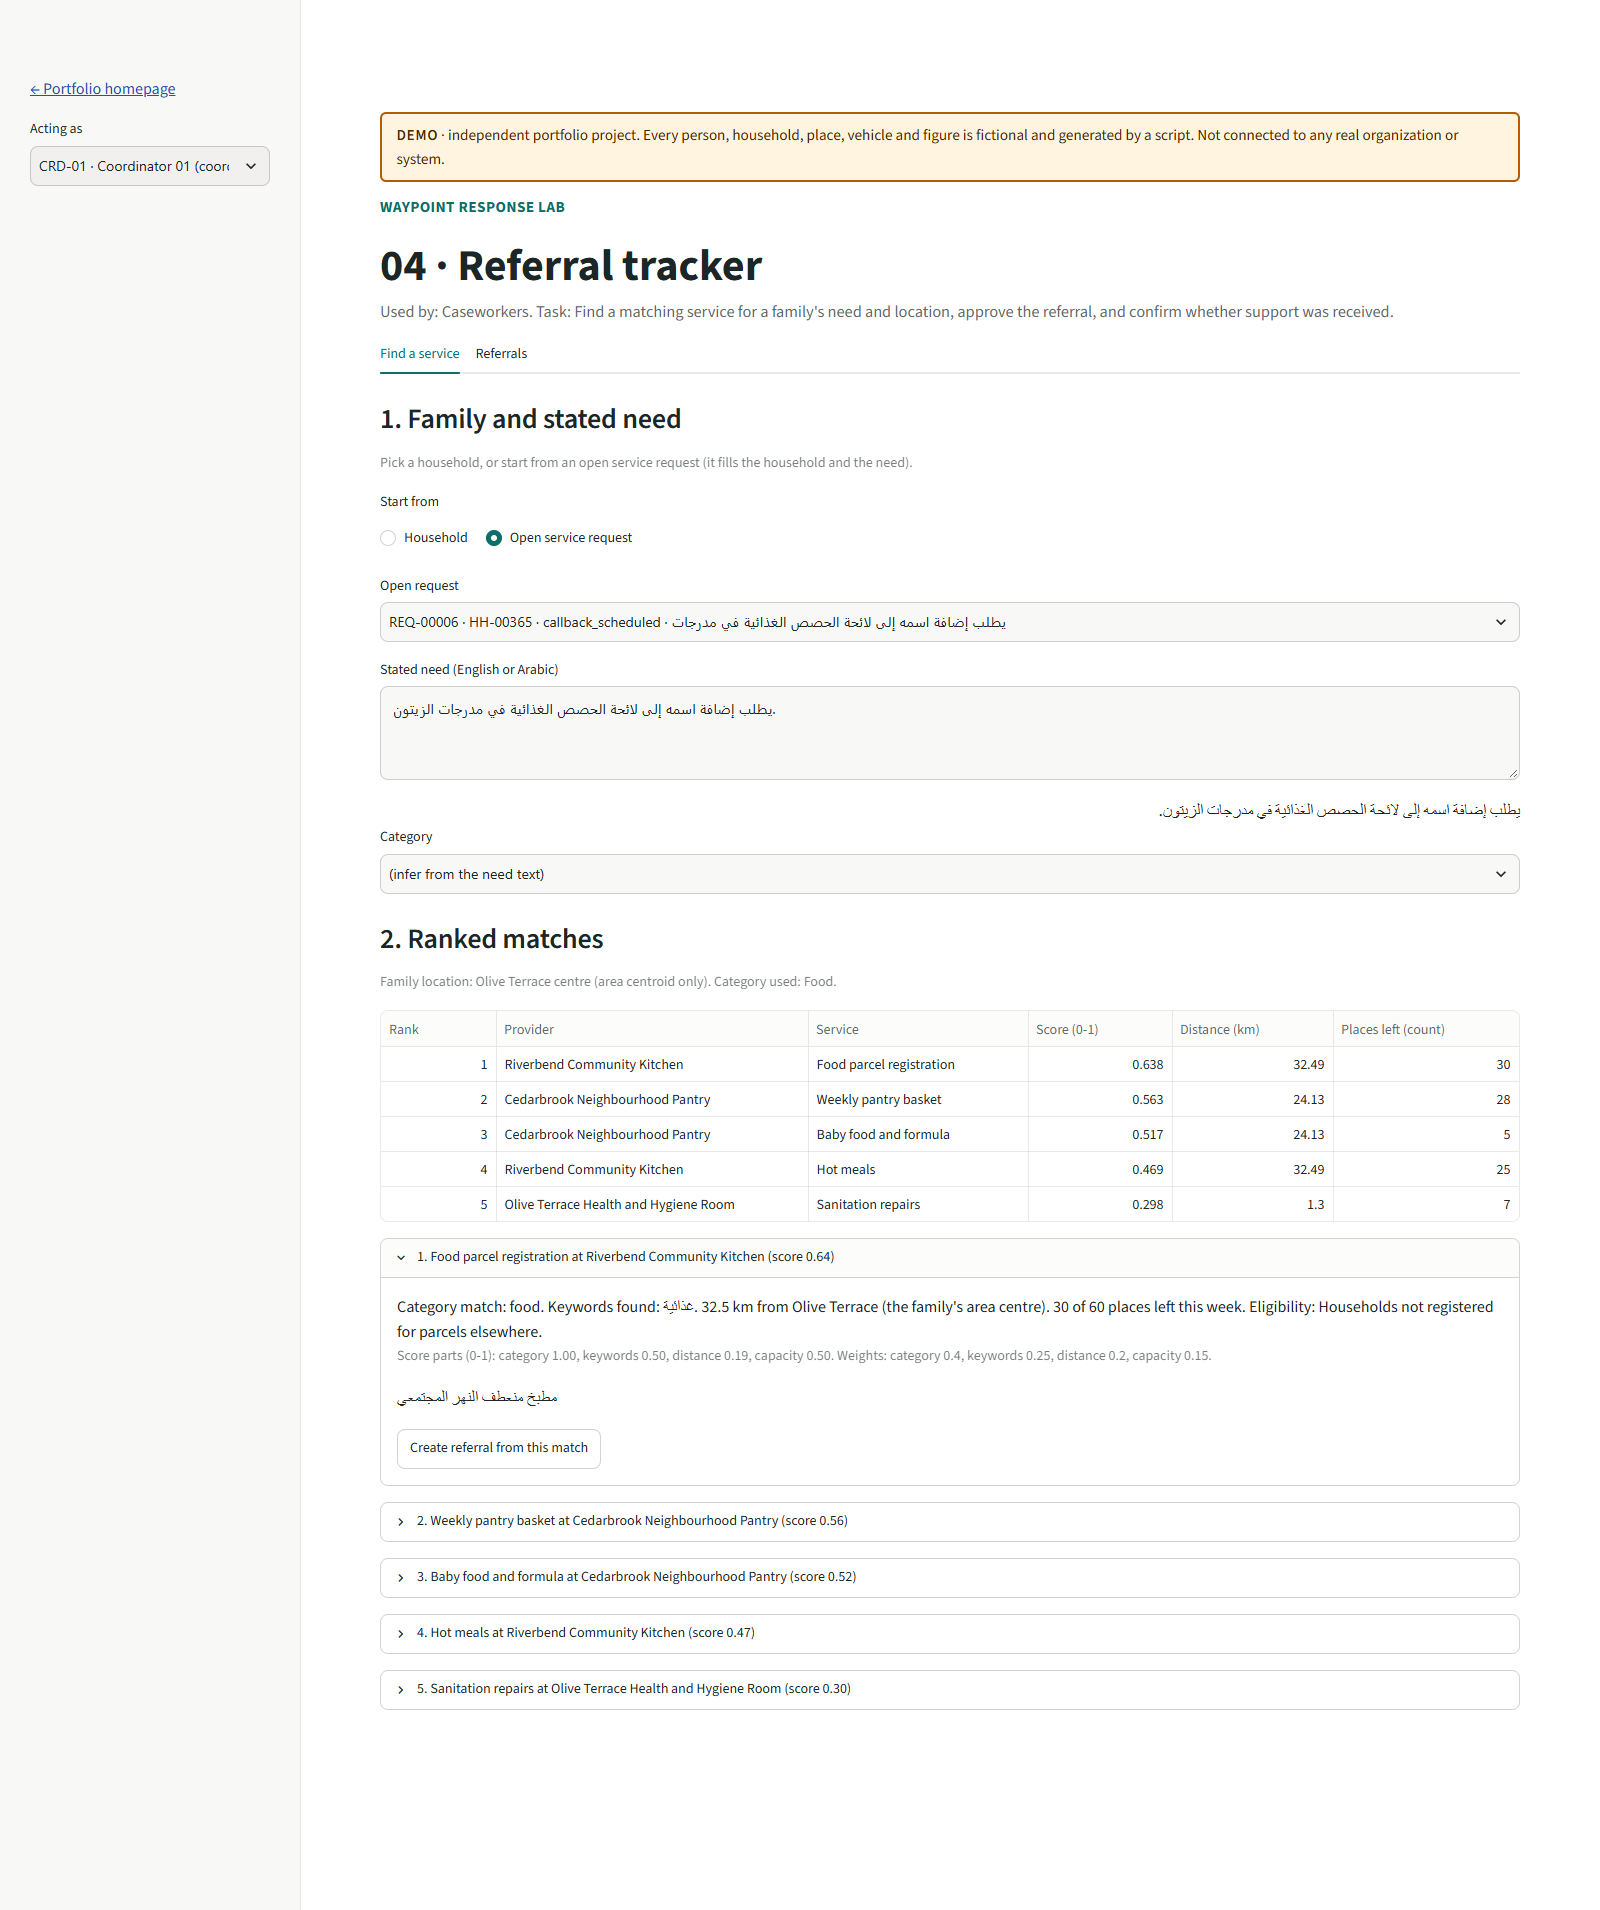 ← Portfolio homepage
Acting as
CRD-01 · Coordinator 01 (coor
DEMO · independent portfolio project. Every person, household, place, vehicle and figure is fictional and generated by a script. Not connected to any real organization or
system.
WAYPOINT RESPONSE LAB
04 · Referral tracker
Used by: Caseworkers. Task: Find a matching service for a family's need and location, approve the referral, and confirm whether support was received.
Find a service Referrals
1. Family and stated need
Pick a household, or start from an open service request (it fills the household and the need).
Start from
Household Open service request
Open request
REQ-00006 · HH-00365 · callback_scheduled · يطلب إضافة اسمه إلى لائحة الحصص الغذائية في مدرجات
Stated need (English or Arabic)
يطلب إضافة اسمه إلى لائحة الحصص الغذائية في مدرجات الزيتون.
يطلب إضافة اسمه إلى لائحة الحصص الغذائية في مدرجات الزيتون.
Category
(infer from the need text)
2. Ranked matches
Family location: Olive Terrace centre (area centroid only). Category used: Food.
Rank Provider Service Score (0-1) Distance (km) Places left (count)
1 Riverbend Community Kitchen Food parcel registration 0.638 32.49 30
2 Cedarbrook Neighbourhood Pantry Weekly pantry basket 0.563 24.13 28
3 Cedarbrook Neighbourhood Pantry Baby food and formula 0.517 24.13 5
4 Riverbend Community Kitchen Hot meals 0.469 32.49 25
5 Olive Terrace Health and Hygiene Room Sanitation repairs 0.298 1.3 7
1. Food parcel registration at Riverbend Community Kitchen (score 0.64)
Category match: food. Keywords found: غذائية. 32.5 km from Olive Terrace (the family's area centre). 30 of 60 places left this week. Eligibility: Households not registered
for parcels elsewhere.
Score parts (0-1): category 1.00, keywords 0.50, distance 0.19, capacity 0.50. Weights: category 0.4, keywords 0.25, distance 0.2, capacity 0.15.
مطبخ منعطف النهر المجتمعي
Create referral from this match
2. Weekly pantry basket at Cedarbrook Neighbourhood Pantry (score 0.56)
3. Baby food and formula at Cedarbrook Neighbourhood Pantry (score 0.52)
4. Hot meals at Riverbend Community Kitchen (score 0.47)
5. Sanitation repairs at Olive Terrace Health and Hygiene Room (score 0.30)